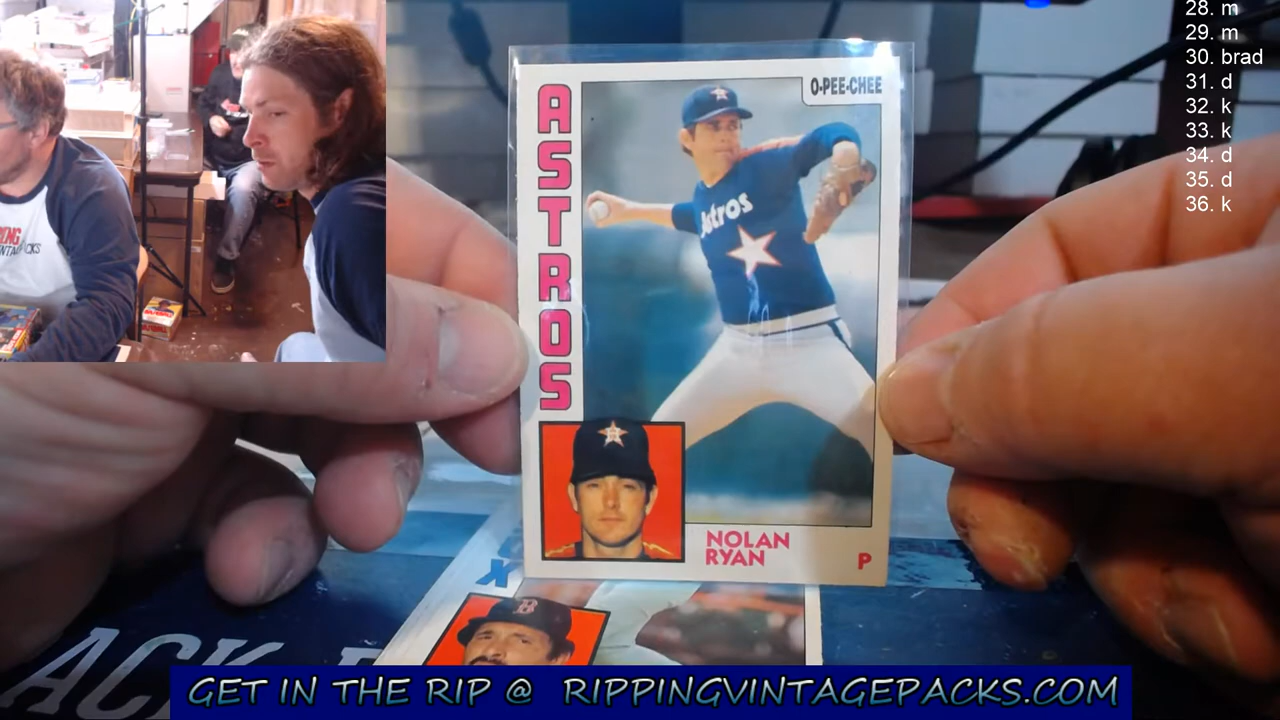 28. m
29. m
30. brad
31. d
32. k
33. k
34. d
35. d
36. k
O-PEE-CHEE
ASTROS
Astros
NOLAN
RYAN
P
B
GET IN THE RIP @ RIPPINGVINTAGEPACKS.COM